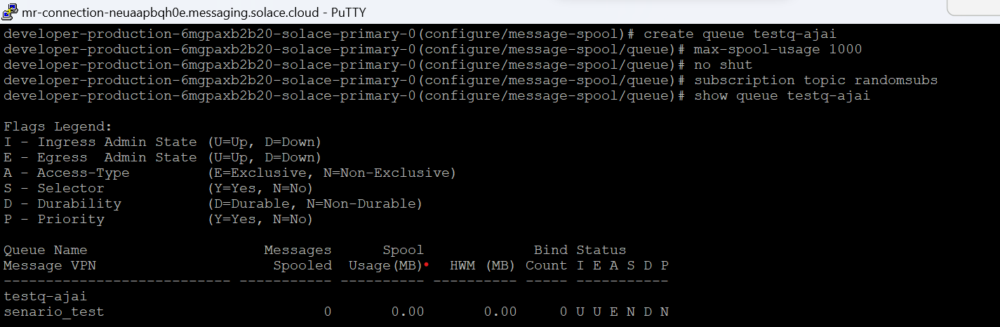 mr-connection-neuaapbqh0e.messaging.solace.cloud - PuTTY
developer-production-6mgpaxb2b20-solace-primary-0(configure/message-spool)# create queue testq-ajai
developer-production-6mgpaxb2b20-solace-primary-0(configure/message-spool/queue)# max-spool-usage 1000
developer-production-6mgpaxb2b20-solace-primary-0(configure/message-spool/queue)# no shut
developer-production-6mgpaxb2b20-solace-primary-0(configure/message-spool/queue)# subscription topic randomsubs
developer-production-6mgpaxb2b20-solace-primary-0(configure/message-spool/queue)# show queue testq-ajai
Flags Legend:
I - Ingress Admin State (U=Up, D=Down)
E - Egress  Admin State (U=Up, D=Down)
A - Access-Type         (E=Exclusive, N=Non-Exclusive)
S - Selector            (Y=Yes, N=No)
D - Durability          (D=Durable, N=Non-Durable)
P - Priority            (Y=Yes, N=No)
Queue Name                     Messages      Spool             Bind Status
Message VPN                     Spooled  Usage(MB)   HWM (MB) Count I E A S D P
--------------------------- ----------- ---------- ---------- ----- -----------
testq-ajai
senario_test                          0       0.00       0.00     0 U U E N D N